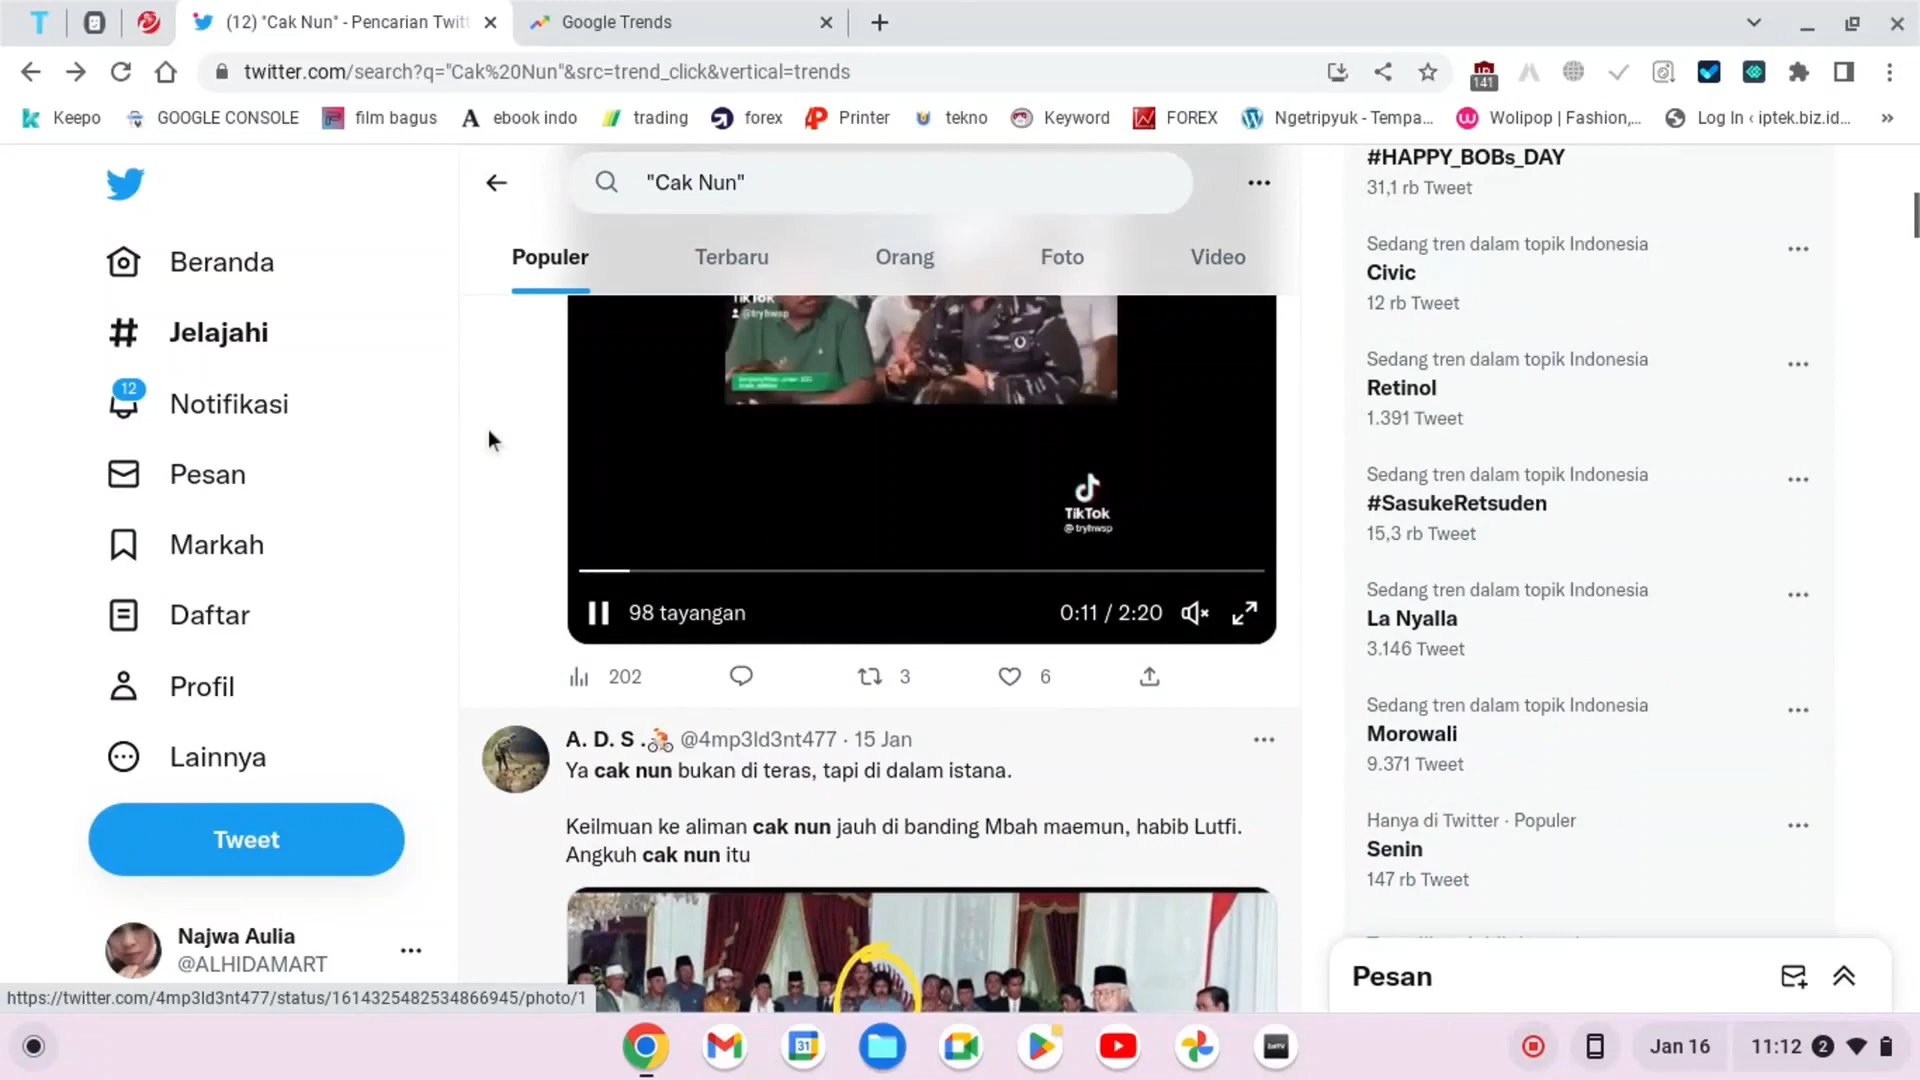 (12) "Cak Nun" - Pencarian Twitt
Google Trends
twitter.com/search?q="Cak%20Nun"&src=trend_click&vertical=trends
141
Keepo
GOOGLE CONSOLE
film bagus
ebook indo
trading
forex
Printer
tekno
Keyword
FOREX
Ngetripyuk - Tempa...
Wolipop | Fashion,...
Log In ‹ iptek.biz.id...
Beranda
Jelajahi
12
Notifikasi
Pesan
Markah
Daftar
Profil
Lainnya
Tweet
Najwa Aulia
@ALHIDAMART
"Cak Nun"
Populer
Terbaru
Orang
Foto
Video
TikTok
@tryhwsp
TikTok
@tryhwsp
98 tayangan
0:11 / 2:20
202
3
6
A. D. S .🚴 @4mp3ld3nt477 · 15 Jan
Ya cak nun bukan di teras, tapi di dalam istana.
Keilmuan ke aliman cak nun jauh di banding Mbah maemun, habib Lutfi.
Angkuh cak nun itu
#HAPPY_BOBs_DAY
31,1 rb Tweet
Sedang tren dalam topik Indonesia
Civic
12 rb Tweet
Sedang tren dalam topik Indonesia
Retinol
1.391 Tweet
Sedang tren dalam topik Indonesia
#SasukeRetsuden
15,3 rb Tweet
Sedang tren dalam topik Indonesia
La Nyalla
3.146 Tweet
Sedang tren dalam topik Indonesia
Morowali
9.371 Tweet
Hanya di Twitter · Populer
Senin
147 rb Tweet
Pesan
https://twitter.com/4mp3ld3nt477/status/1614325482534866945/photo/1
31
Jan 16
11:12
2